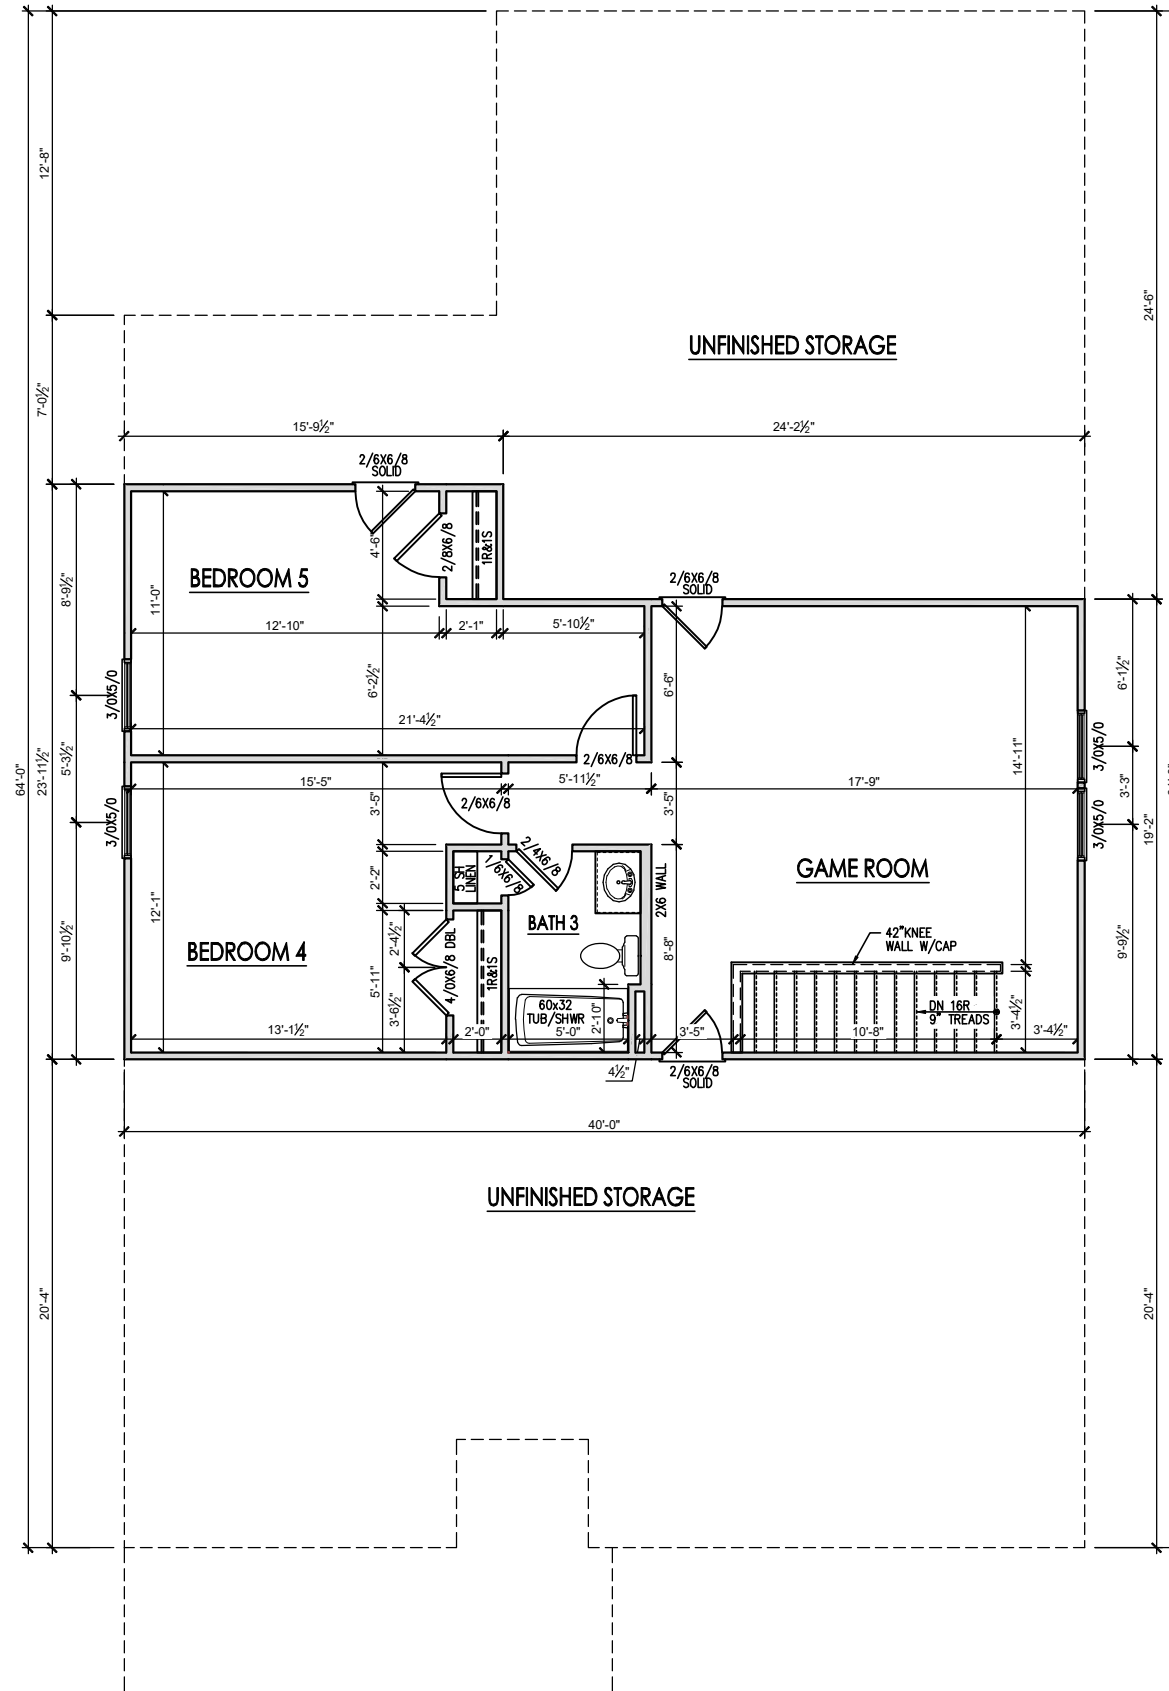 12'-8"
24'-6"
UNFINISHED STORAGE
7'-0½"
15'-9½"
24'-2½"
2/6X6/8
SOLID
4'-6"
2/8X6/8
1R&1S
BEDROOM 5
8'-9½"
11'-0"
2/6X6/8
SOLID
12'-10"
2'-1"
5'-10½"
6'-2½"
6'-6"
6'-1½"
3/0X5/0
21'-4½"
64'-0"
23'-11½"
5'-3½"
2/6X6/8
14'-11"
3/0X5/0
15'-5"
5'-11½"
17'-9"
3'-3"
3'-5"
2/6X6/8
3'-5"
3/0X5/0
3/0X5/0
19'-2"
2/4X6/8
1/6X6/8
5 SH
LINEN
2'-2"
GAME ROOM
2X6 WALL
12'-1"
BATH 3
42"KNEE
WALL W/CAP
9'-10½"
BEDROOM 4
2'-4½"
4/0X6/8 DBL
1R&1S
8'-8"
9'-9½"
5'-11"
3'-6½"
60x32
TUB/SHWR
2'-10"
DN 16R
9" TREADS
3'-4½"
13'-1½"
2'-0"
5'-0"
3'-5"
10'-8"
3'-4½"
4½"
2/6X6/8
SOLID
40'-0"
UNFINISHED STORAGE
20'-4"
20'-4"